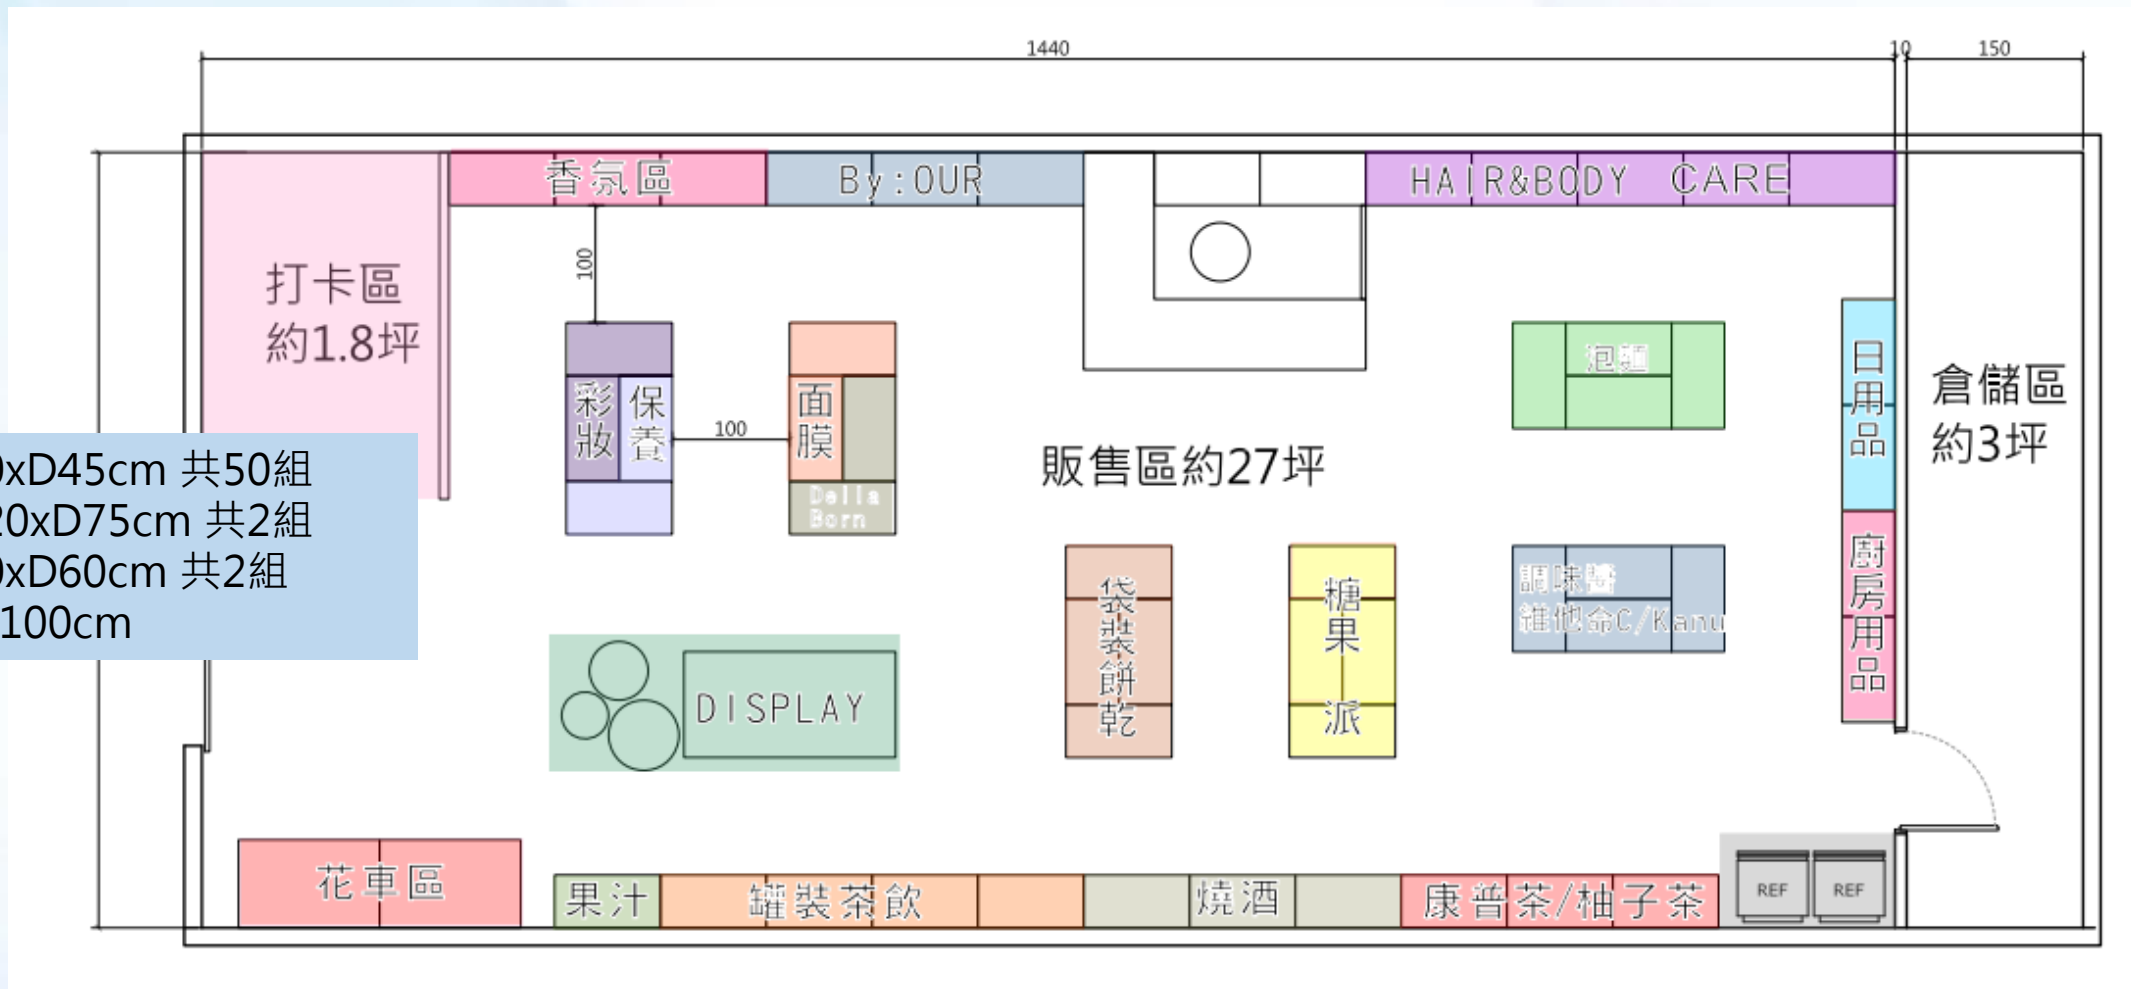 1440
10
150
香氛區
By:OUR
HAIR&BODY CARE
打卡區
約1.8坪
100
彩妝
保養
100
面膜
Della
Born
泡麵
日用品
倉儲區
約3坪
販售區約27坪
xD45cm 共50組
20xD75cm 共2組
xD60cm 共2組
100cm
袋裝餅乾
糖果
派
調味醬
維他命C/Kanu
廚房用品
DISPLAY
花車區
果汁
罐裝茶飲
燒酒
康普茶/柚子茶
REF
REF